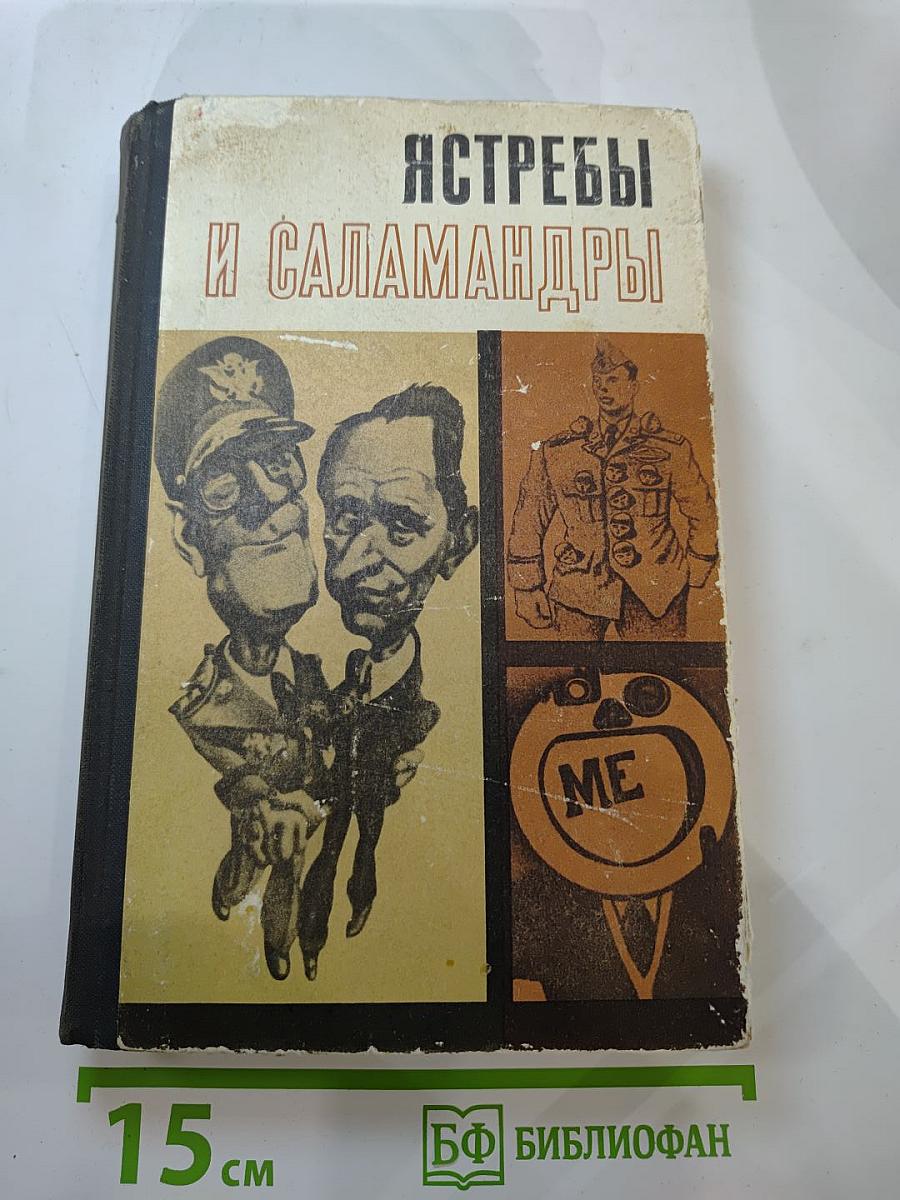 ЯСТРЕБЫ
И САЛАМАНДРЫ
ME
15 см
БФ БИБЛИОФАН